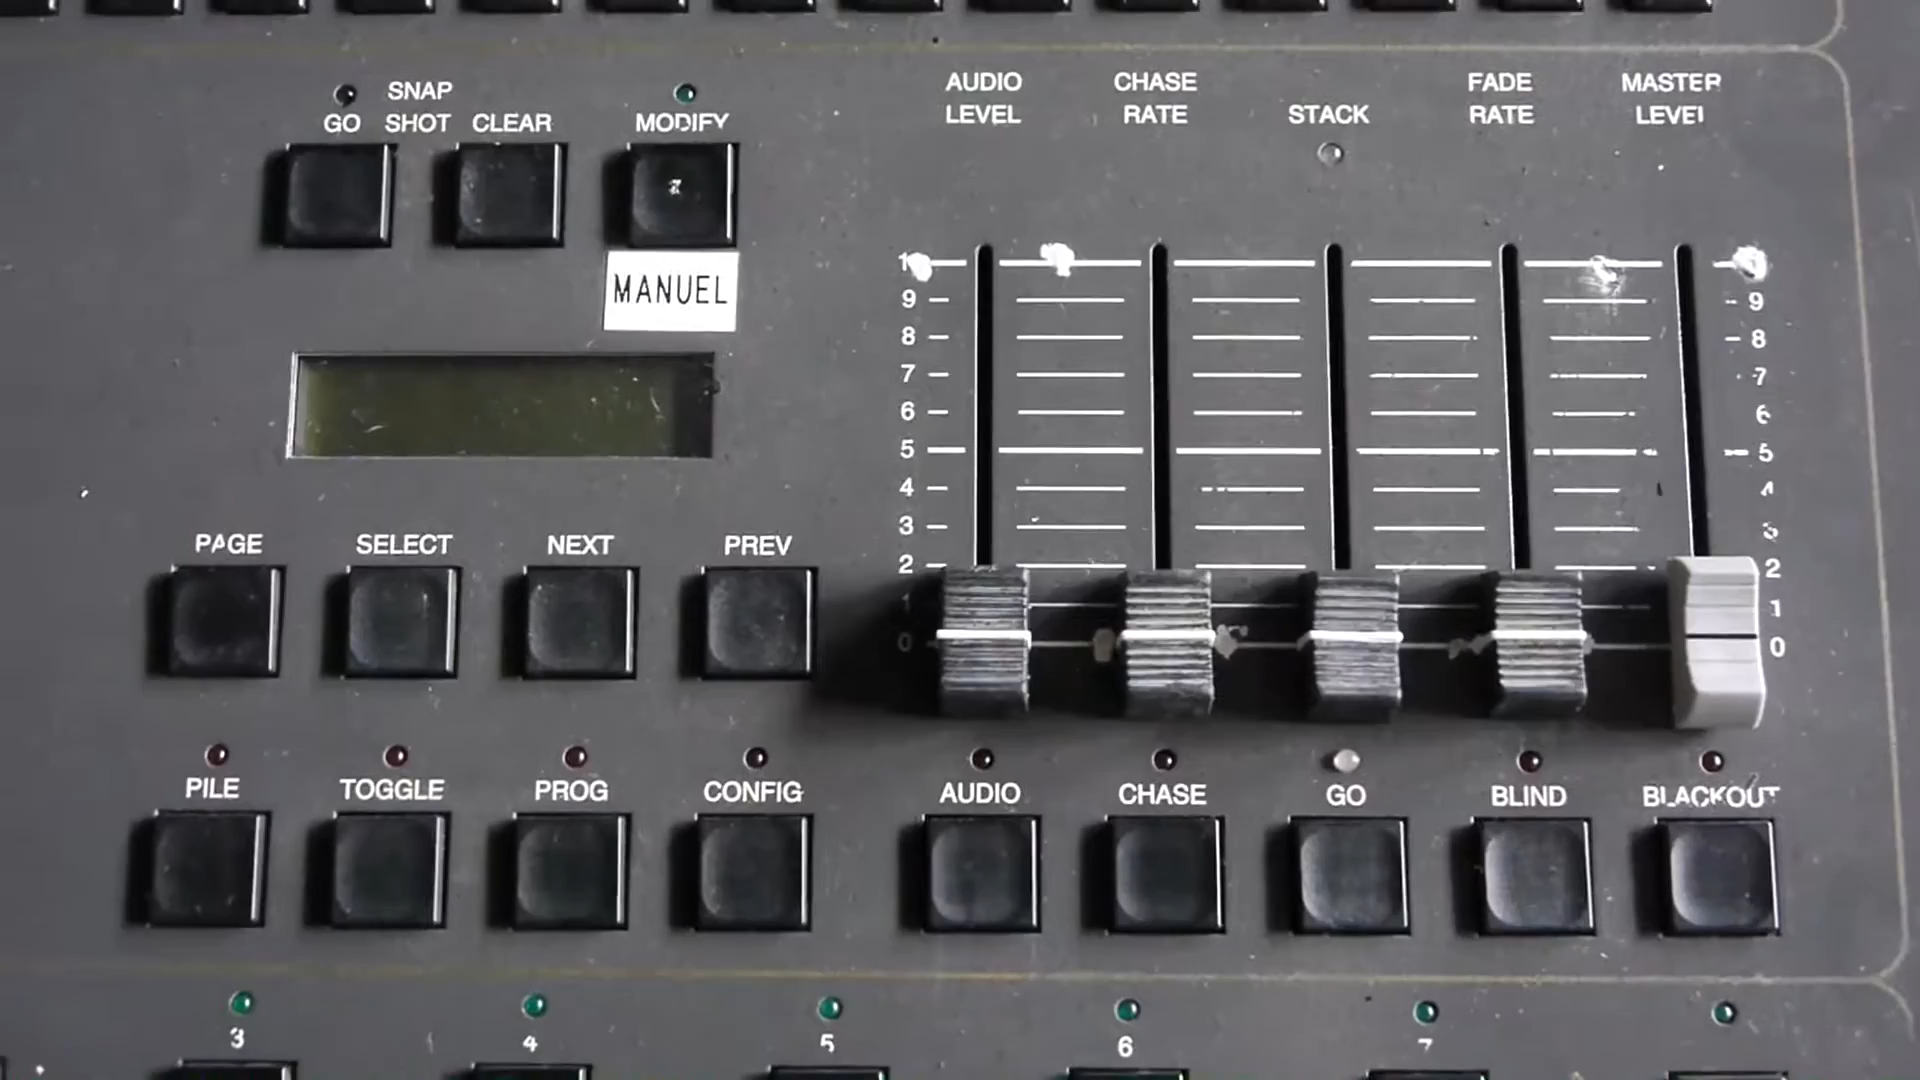 SNAP
GO SHOT CLEAR MODIFY
MANUEL
AUDIO LEVEL
CHASE RATE
STACK
FADE RATE
MASTER LEVEL
9 9
8 8
7 7
6 6
5 5
4 4
3 3
2 2
1
0 0
PAGE SELECT NEXT PREV
PILE TOGGLE PROG CONFIG AUDIO CHASE GO BLIND BLACKOUT
3 4 5 6 7